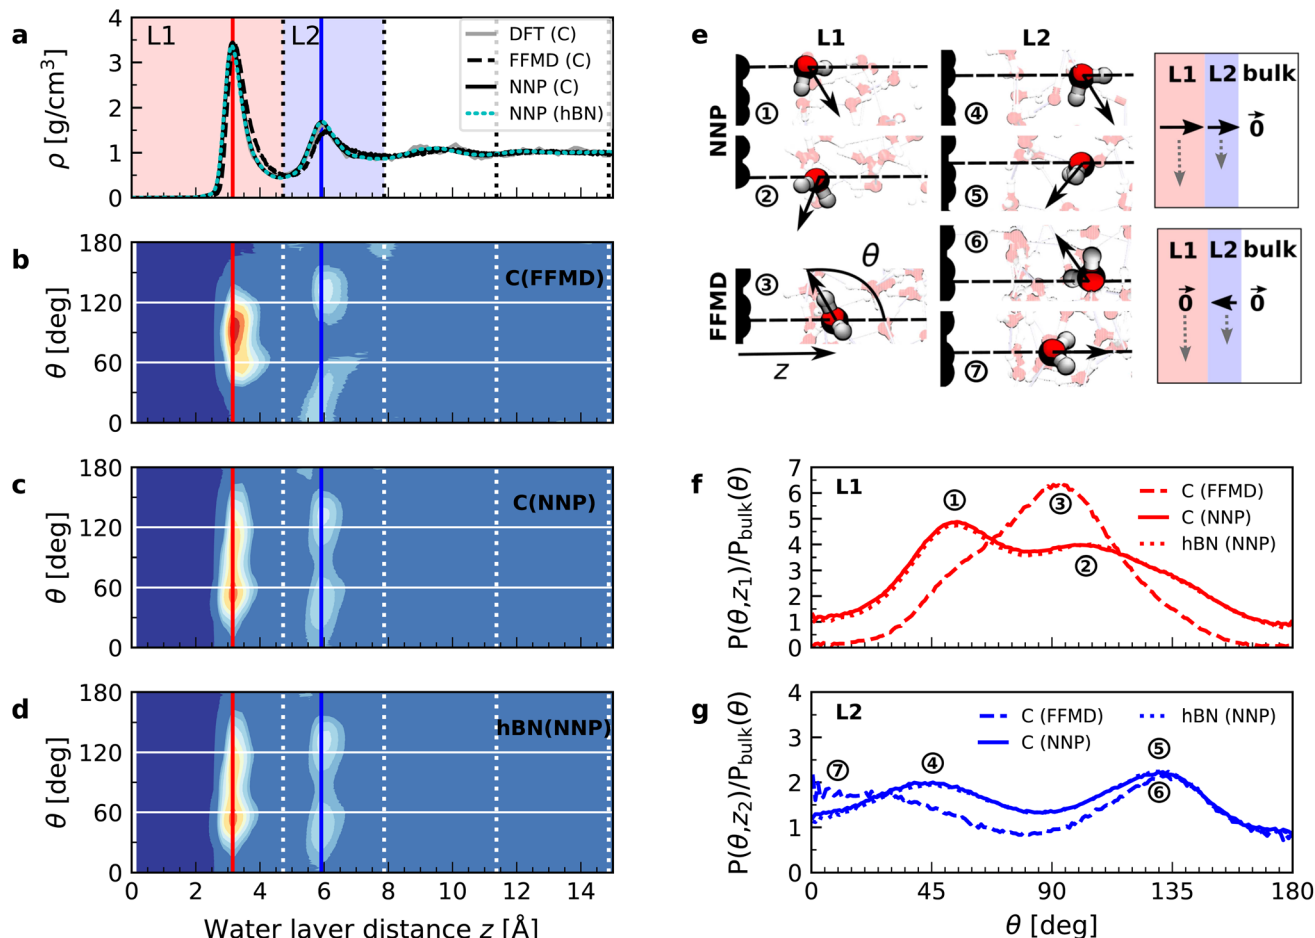 a
L1
L2
DFT (C)
FFMD (C)
NNP (C)
NNP (hBN)
ρ [g/cm³]
4
3
2
1
0
b
C(FFMD)
θ [deg]
180
120
60
0
c
C(NNP)
θ [deg]
180
120
60
0
d
hBN(NNP)
θ [deg]
180
120
60
0
0 2 4 6 8 10 12 14
Water layer distance z [Å]
e
L1
L2
NNP
①
②
④
⑤
FFMD
③
θ
z
⑥
⑦
L1 L2 bulk
0⃗
L1 L2 bulk
0⃗ 0⃗
f
L1
C (FFMD)
C (NNP)
hBN (NNP)
①
②
③
P(θ,z₁)/P_bulk(θ)
7
6
5
4
3
2
1
0
g
L2
C (FFMD)
C (NNP)
hBN (NNP)
⑦
④
⑤
⑥
P(θ,z₂)/P_bulk(θ)
4
3
2
1
0
0 45 90 135 180
θ [deg]